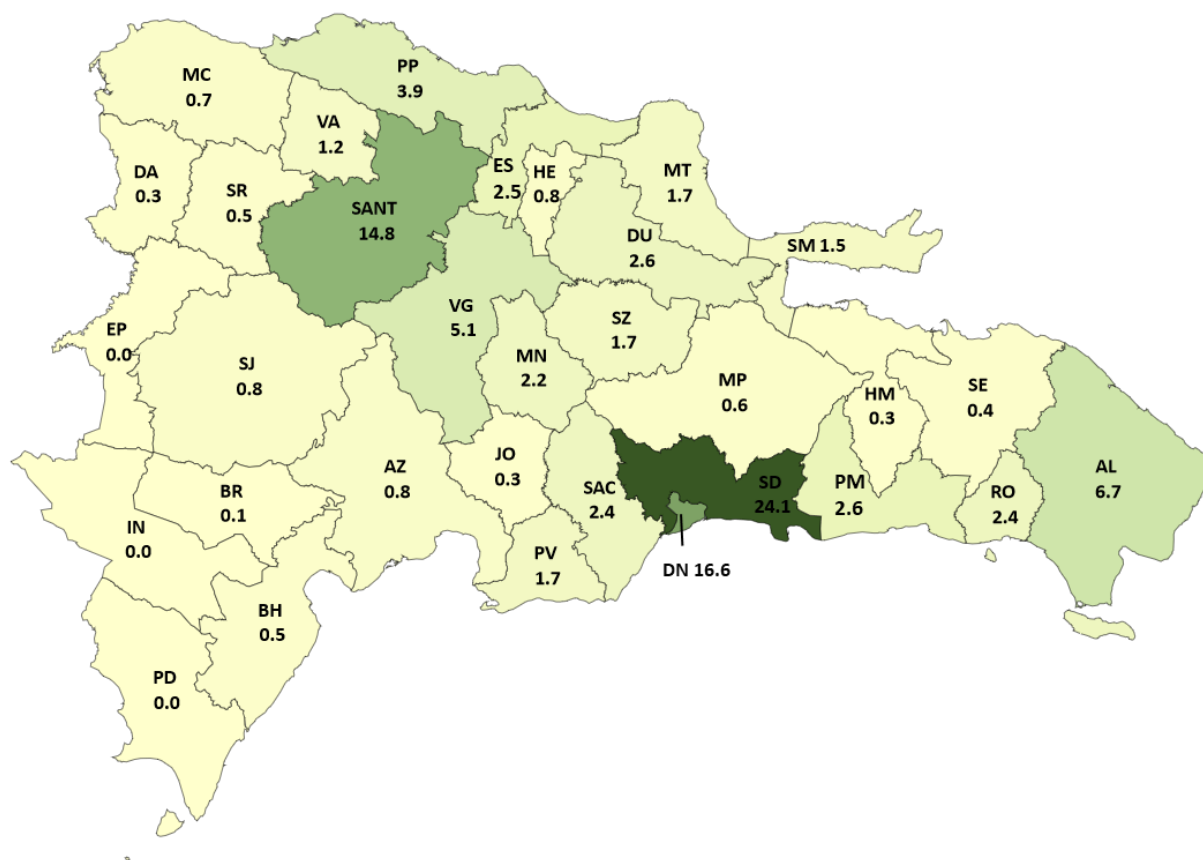 PP
3.9
MC
0.7
VA
1.2
ES
2.5
HE
0.8
MT
1.7
DA
0.3
SR
0.5
SANT
14.8
DU
2.6
SM 1.5
VG
5.1
SZ
1.7
EP
0.0
SJ
0.8
MN
2.2
MP
0.6
HM
0.3
SE
0.4
AZ
0.8
JO
0.3
AL
6.7
BR
0.1
SAC
2.4
SD
24.1
PM
2.6
RO
2.4
IN
0.0
PV
1.7
DN 16.6
BH
0.5
PD
0.0